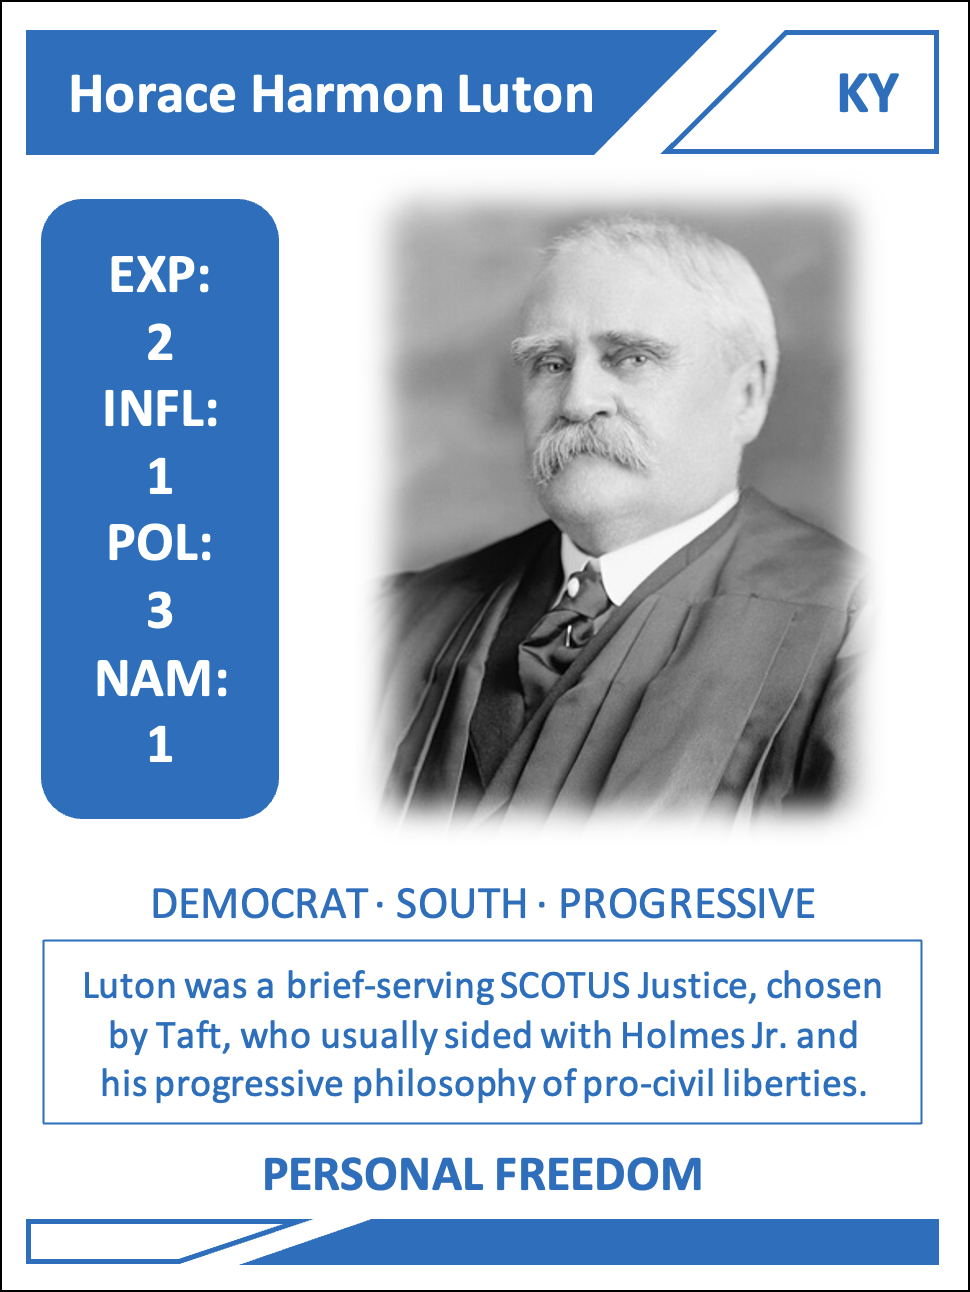 Horace Harmon Luton
KY
EXP:
2
INFL:
1
POL:
3
NAM:
1
DEMOCRAT · SOUTH · PROGRESSIVE
Luton was a brief-serving SCOTUS Justice, chosen
by Taft, who usually sided with Holmes Jr. and
his progressive philosophy of pro-civil liberties.
PERSONAL FREEDOM